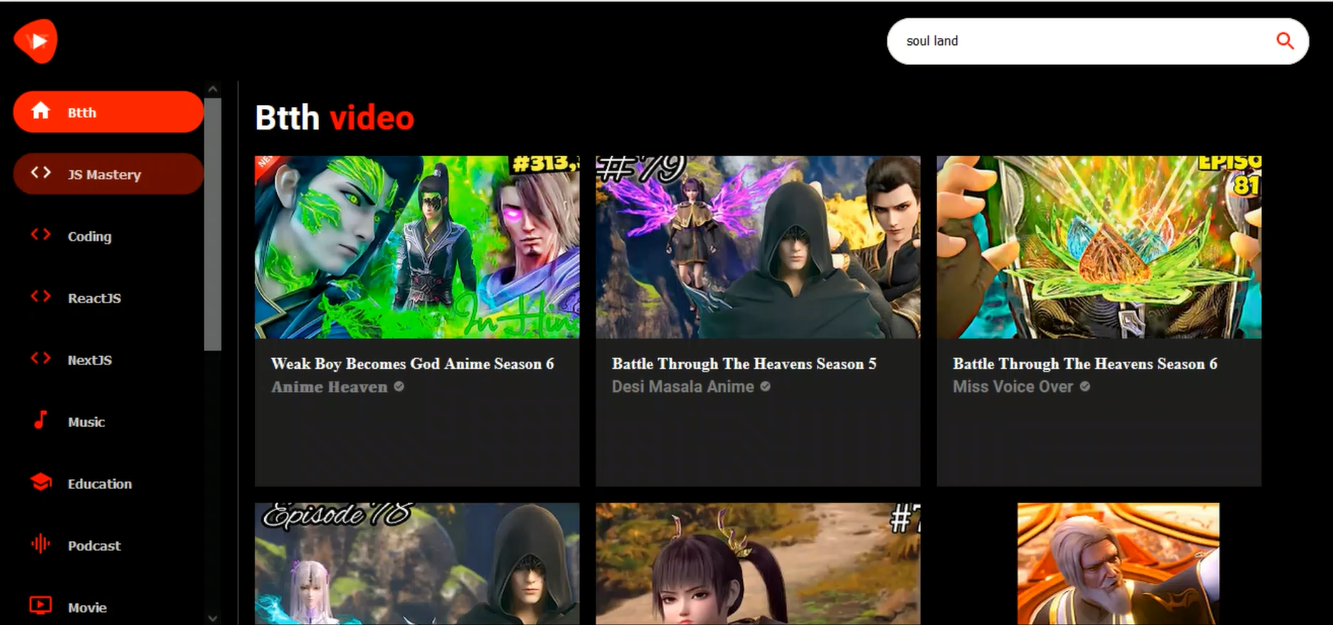 soul land
Btth
JS Mastery
Coding
ReactJS
NextJS
Music
Education
Podcast
Movie
Btth video
NEW
#313,
In Hin
Weak Boy Becomes God Anime Season 6
Anime Heaven
#79
Battle Through The Heavens Season 5
Desi Masala Anime
EPISO
81
Battle Through The Heavens Season 6
Miss Voice Over
Episode 78
#7